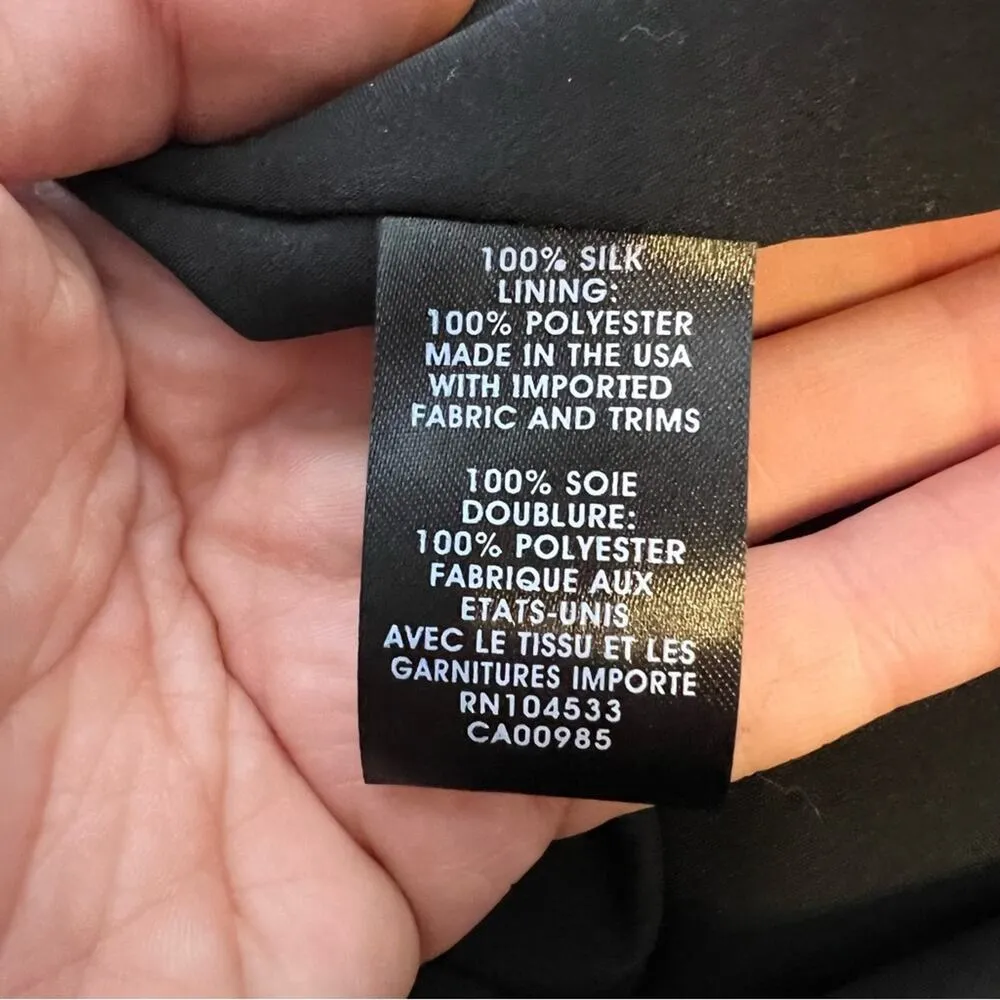 100% SILK
LINING:
100% POLYESTER
MADE IN THE USA
WITH IMPORTED
FABRIC AND TRIMS
100% SOIE
DOUBLURE:
100% POLYESTER
FABRIQUE AUX
ETATS-UNIS
AVEC LE TISSU ET LES
GARNITURES IMPORTE
RN104533
CA00985